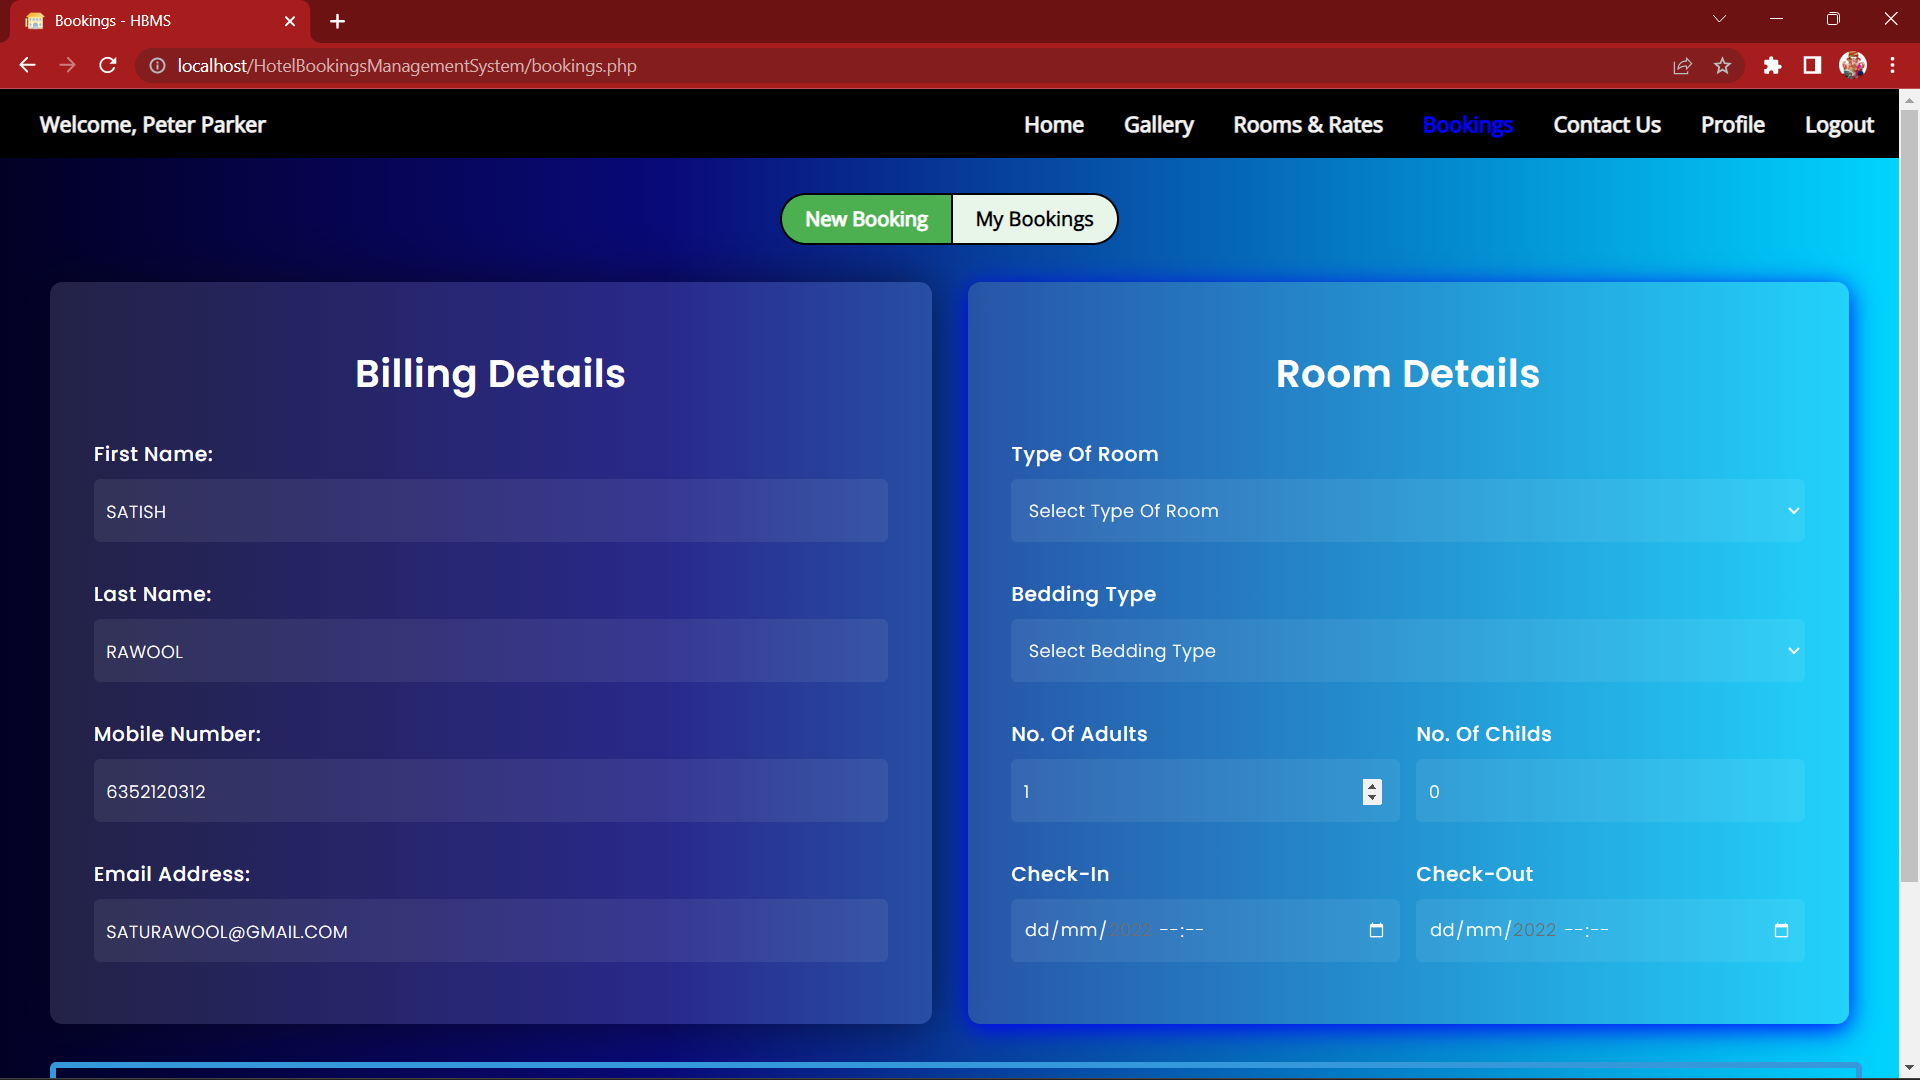 Bookings - HBMS
localhost/HotelBookingsManagementSystem/bookings.php
Welcome, Peter Parker
Home Gallery Rooms & Rates Bookings Contact Us Profile Logout
New Booking My Bookings
Billing Details
First Name:
SATISH
Last Name:
RAWOOL
Mobile Number:
6352120312
Email Address:
SATURAWOOL@GMAIL.COM
Room Details
Type Of Room
Select Type Of Room
Bedding Type
Select Bedding Type
No. Of Adults No. Of Childs
1 0
Check-In Check-Out
dd/mm/2022 --:-- dd/mm/2022 --:--